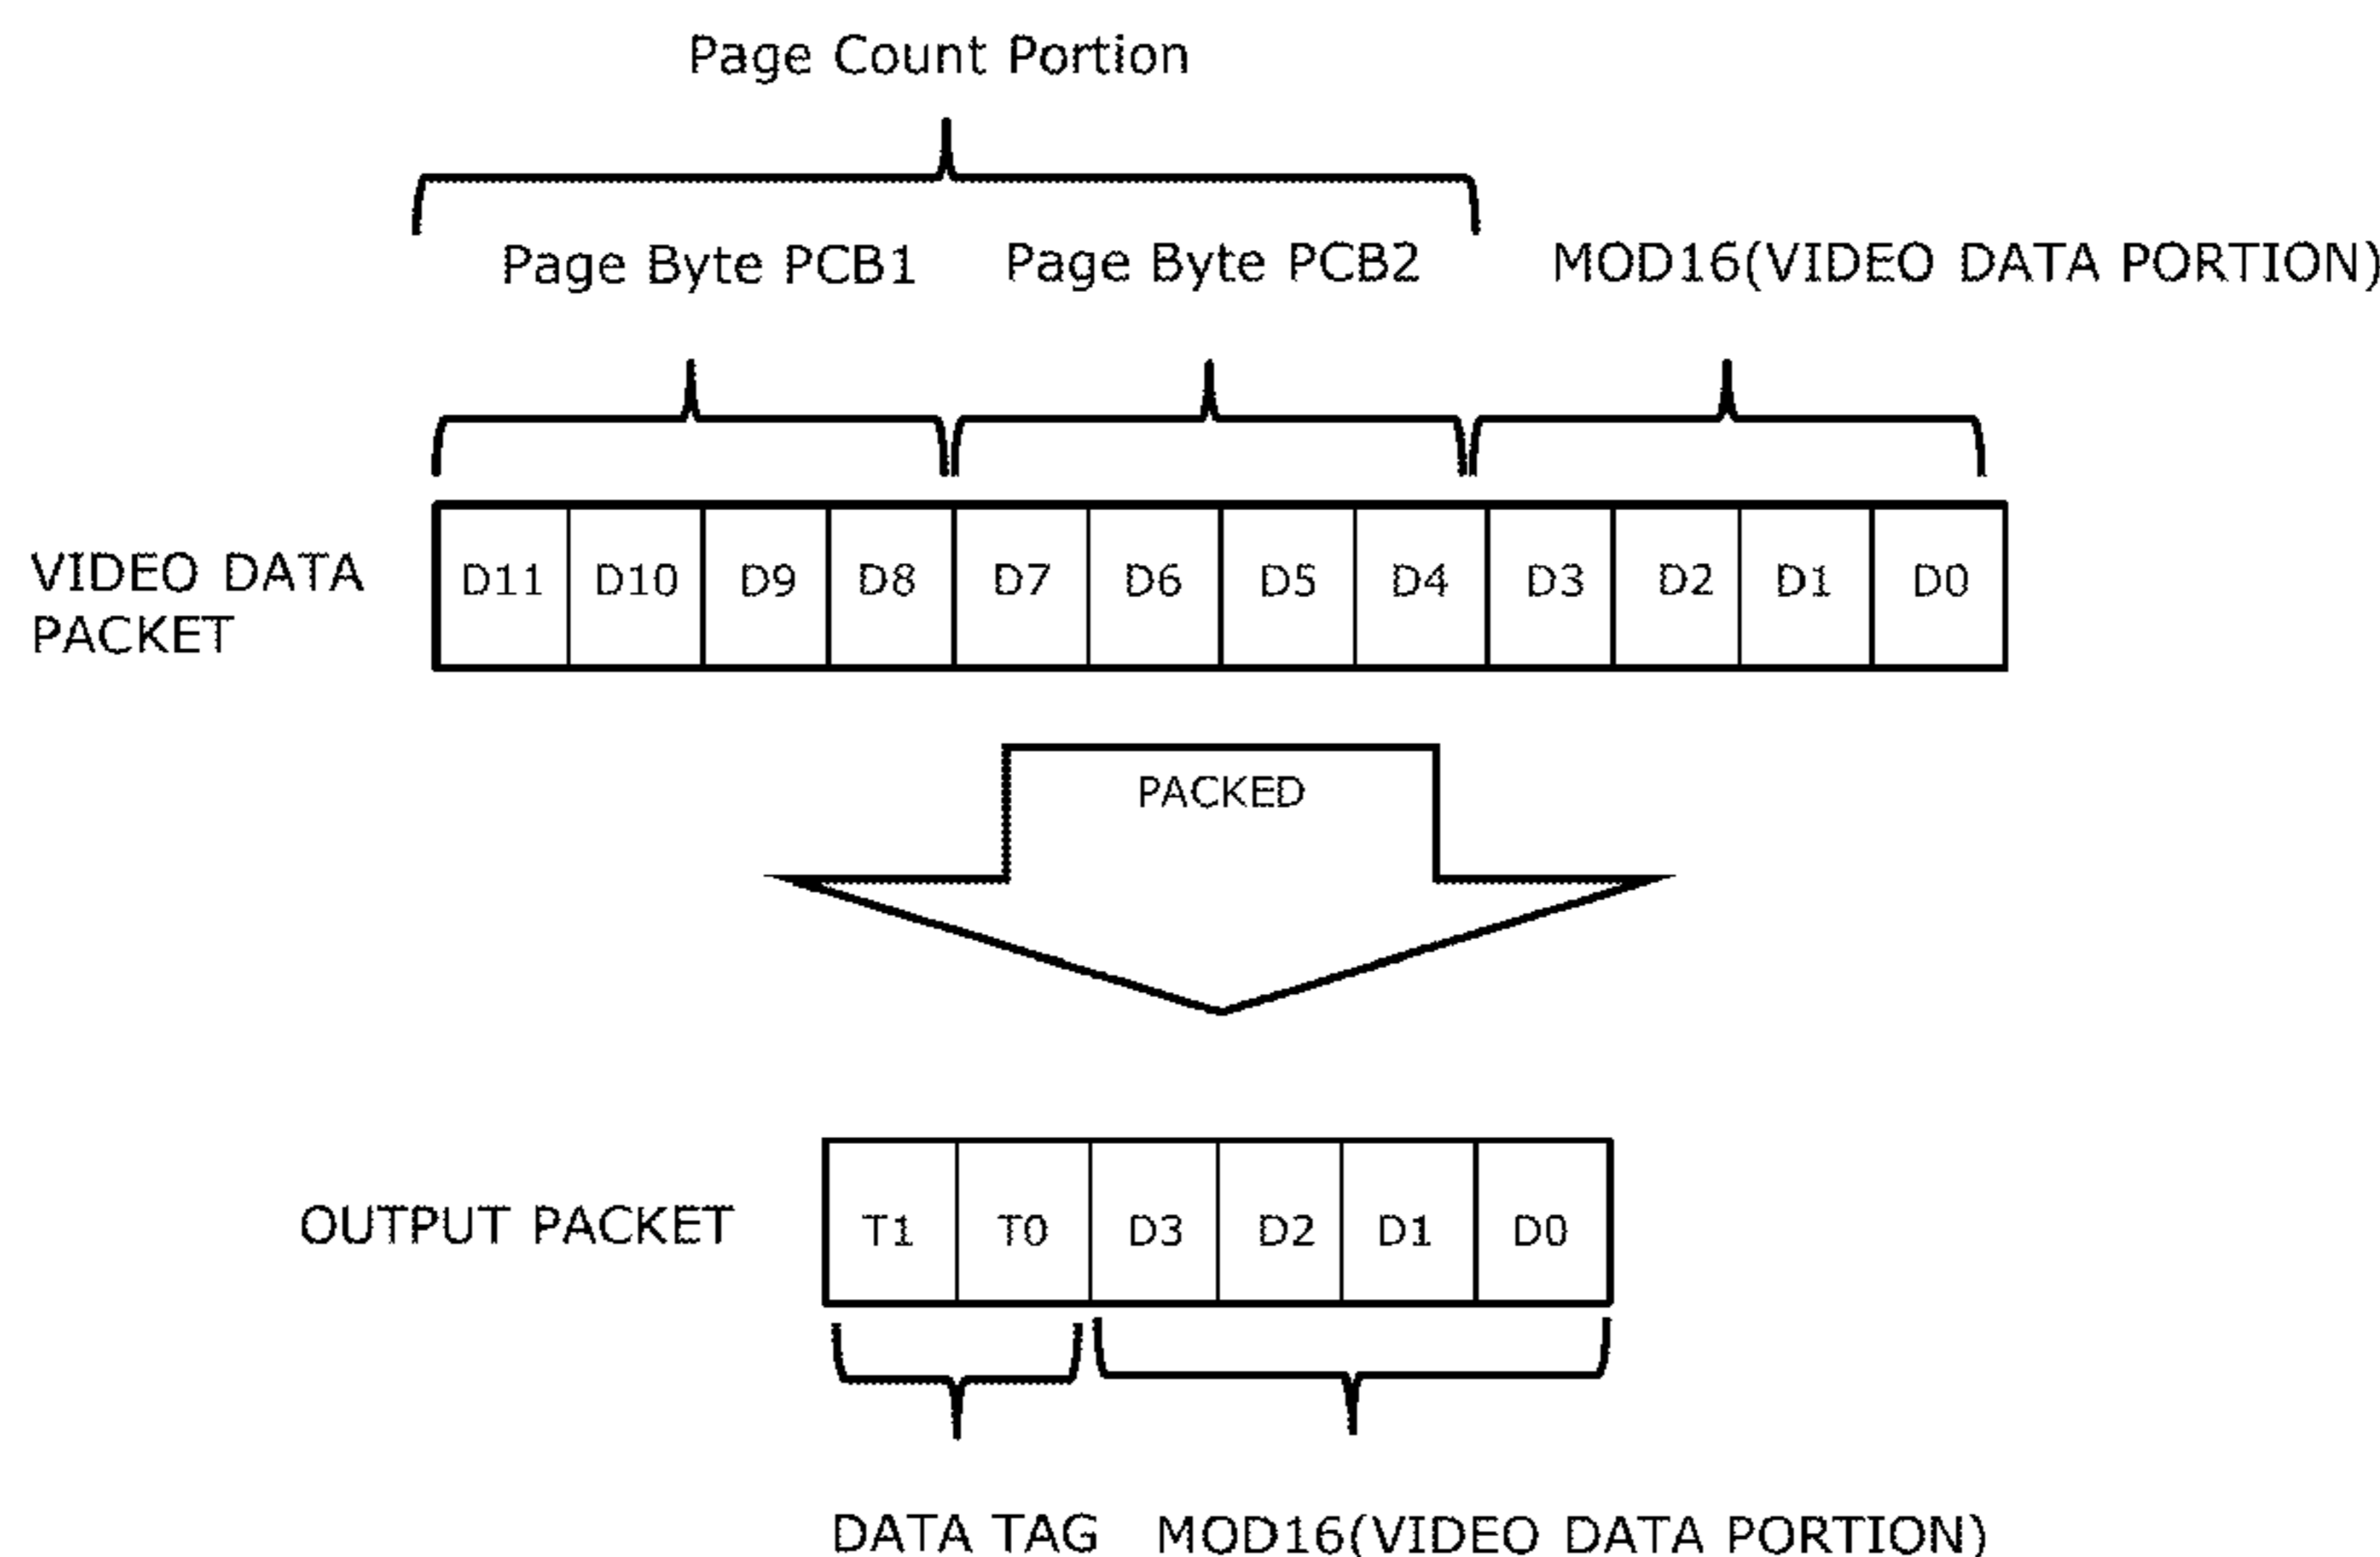 Page Count Portion
Page Byte PCB1 Page Byte PCB2 MOD16(VIDEO DATA PORTION)
VIDEO DATA
PACKET
D11 D10 D9 D8 D7 D6 D5 D4 D3 D2 D1 D0
PACKED
OUTPUT PACKET
T1 T0 D3 D2 D1 D0
DATA TAG MOD16(VIDEO DATA PORTION)